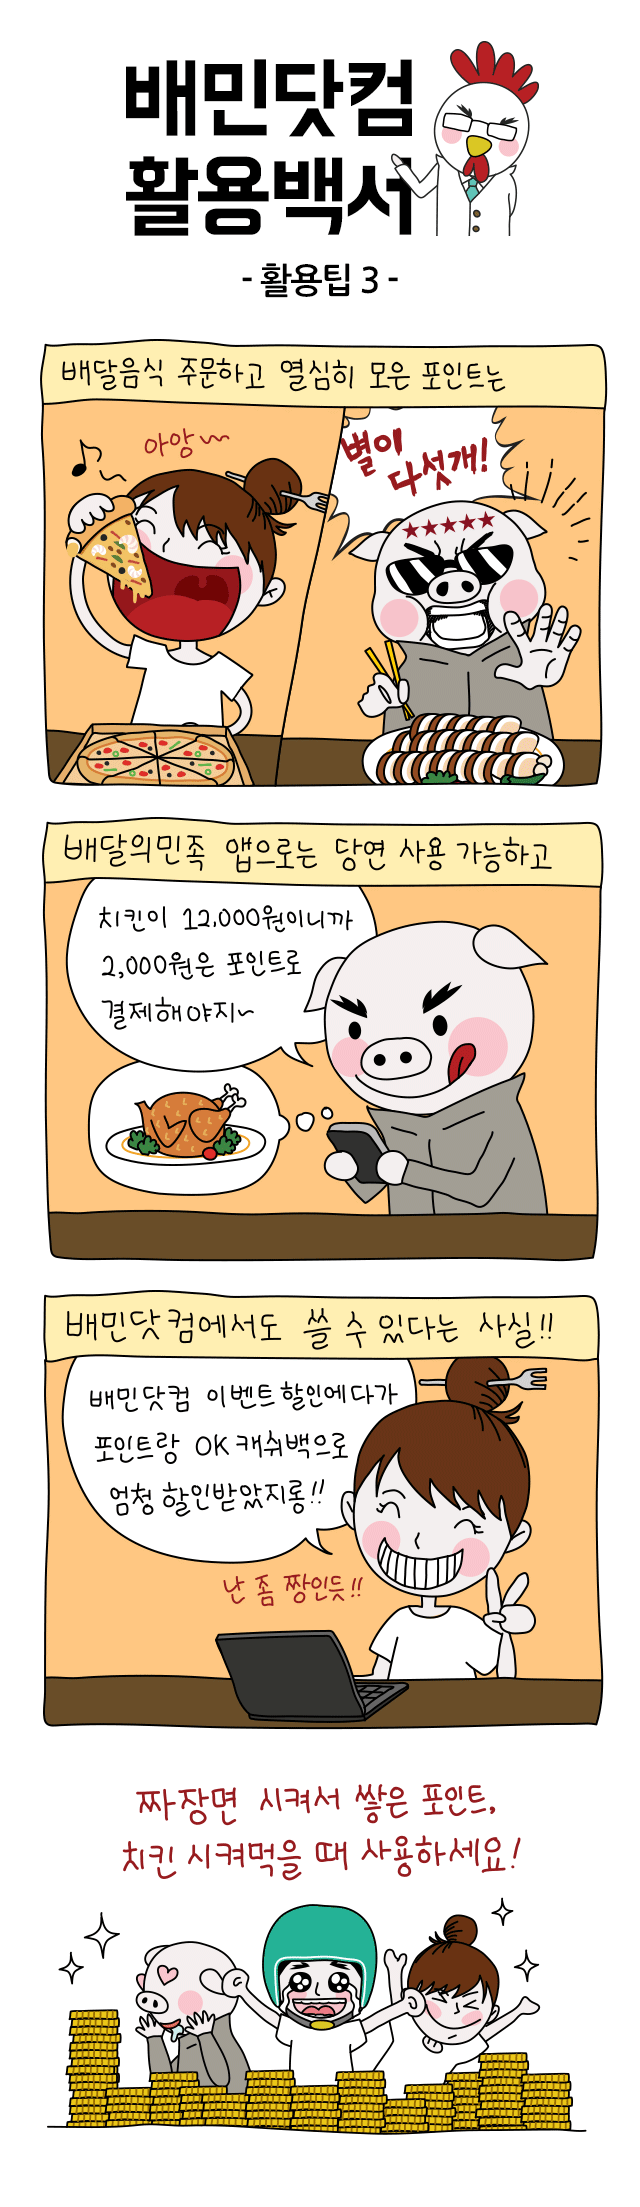 배민닷컴
활용백서
- 활용팁 3 -
배달음식 주문하고 열심히 모은 포인트는
아앙~~
별이
다섯개!
배달의민족 앱으로는 당연 사용 가능하고
치킨이 12,000원이니까
2,000원은 포인트로
결제해야지~
배민닷컴에서도 쓸 수 있다는 사실!!
배민닷컴 이벤트 할인에다가
포인트랑 OK캐쉬백으로
엄청 할인받았지롱!!
난 좀 짱인듯!!
짜장면 시켜서 쌓은 포인트,
치킨 시켜먹을 때 사용하세요!